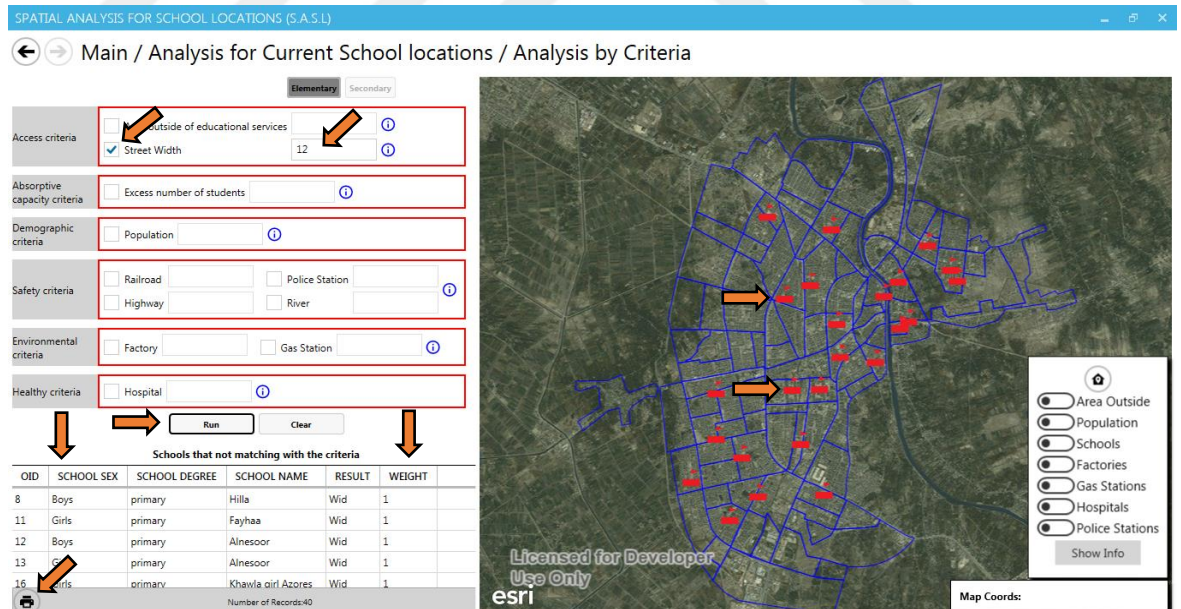 SPATIAL ANALYSIS FOR SCHOOL LOCATIONS (S.A.S.L)
Main / Analysis for Current School locations / Analysis by Criteria
Elementary Secondary
Access criteria
outside of educational services
Street Width 12
Absorptive capacity criteria
Excess number of students
Demographic criteria
Population
Safety criteria
Railroad Police Station
Highway River
Environmental criteria
Factory Gas Station
Healthy criteria
Hospital
Run Clear
Schools that not matching with the criteria
OID SCHOOL SEX SCHOOL DEGREE SCHOOL NAME RESULT WEIGHT
8 Boys primary Hilla Wid 1
11 Girls primary Fayhaa Wid 1
12 Boys primary Alnesoor Wid 1
13 primary Alnesoor Wid 1
16 Girls primary Khawla girl Azores Wid 1
Number of Records:40
Area Outside
Population
Schools
Factories
Gas Stations
Hospitals
Police Stations
Show Info
Licensed for Developer
Use Only
esri
Map Coords: